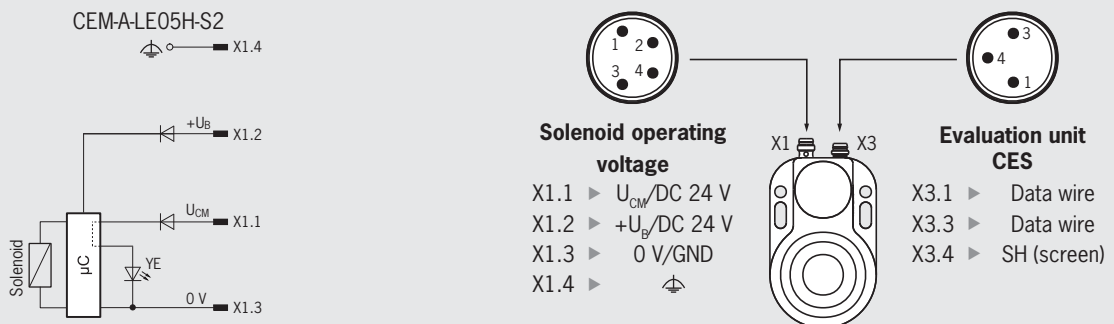 CEM-A-LE05H-S2
X1.4
+UB X1.2
UCM X1.1
Solenoid
µC
YE
0 V X1.3
1 2
3 4
Solenoid operating
voltage
X1.1 ▶ UCM/DC 24 V
X1.2 ▶ +UB/DC 24 V
X1.3 ▶ 0 V/GND
X1.4 ▶
X1 X3
3
4
1
Evaluation unit
CES
X3.1 ▶ Data wire
X3.3 ▶ Data wire
X3.4 ▶ SH (screen)